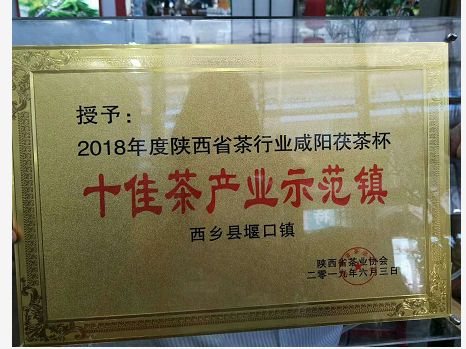 授予：
2018年度陕西省茶行业咸阳茯茶杯
十佳茶产业示范镇
西乡县堰口镇
陕西省茶业协会
二零一九年六月三日